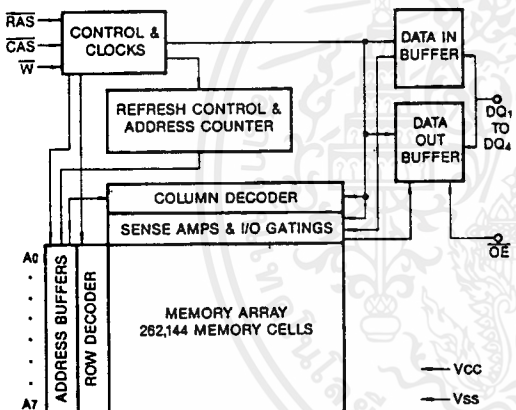 RAS
CAS
W
CONTROL &
CLOCKS
REFRESH CONTROL &
ADDRESS COUNTER
DATA IN
BUFFER
DATA
OUT
BUFFER
DQ1
TO
DQ4
OE
COLUMN DECODER
SENSE AMPS & I/O GATINGS
A0
A7
ADDRESS BUFFERS
ROW DECODER
MEMORY ARRAY
262,144 MEMORY CELLS
VCC
VSS